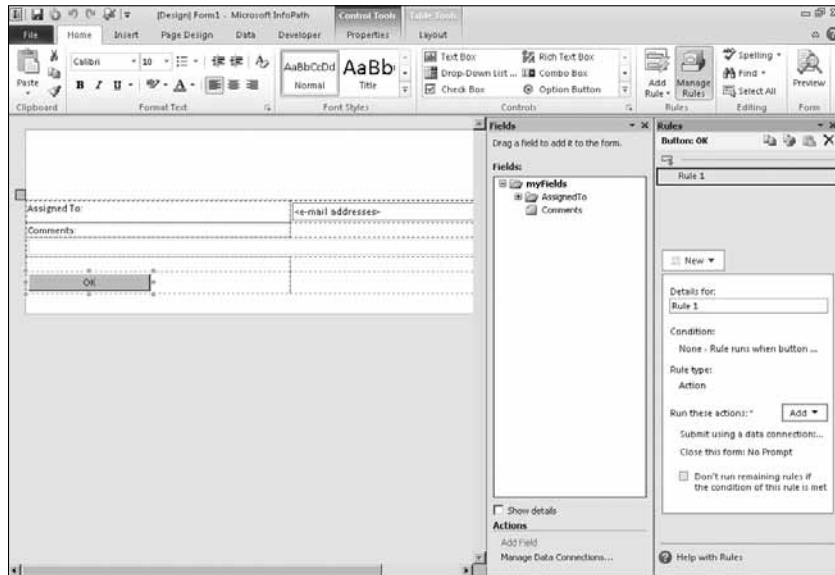 (Design) Form1 - Microsoft InfoPath
Control Tools
Table Tools
File
Home
Insert
Page Design
Data
Developer
Properties
Layout
Paste
Clipboard
Calibri
10
B I U
A
Format Text
AaBbCcDd
Normal
AaBb
Title
Font Styles
Text Box
Drop-Down List ...
Check Box
Rich Text Box
Combo Box
Option Button
Controls
Add Rule
Manage Rules
Rules
Spelling
Find
Select All
Editing
Preview
Form
Assigned To:
<e-mail addresses>
Comments:
OK
Fields
Drag a field to add it to the form.
Fields:
myFields
AssignedTo
Comments
Show details
Actions
Add Field
Manage Data Connections...
Rules
Button: OK
Rule 1
New
Details for:
Rule 1
Condition:
None - Rule runs when button ...
Rule type:
Action
Run these actions:*
Add
Submit using a data connection:...
Close this form: No Prompt
Don't run remaining rules if
the condition of this rule is met
Help with Rules